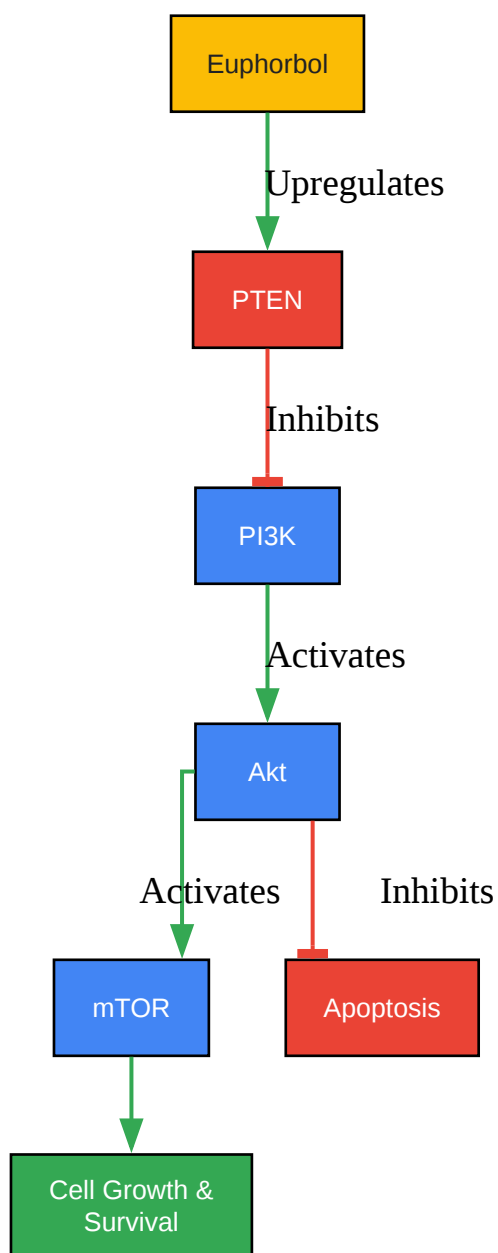 Euphorbol
Upregulates
PTEN
Inhibits
PI3K
Activates
Akt
Activates
Inhibits
mTOR
Apoptosis
Cell Growth &
Survival